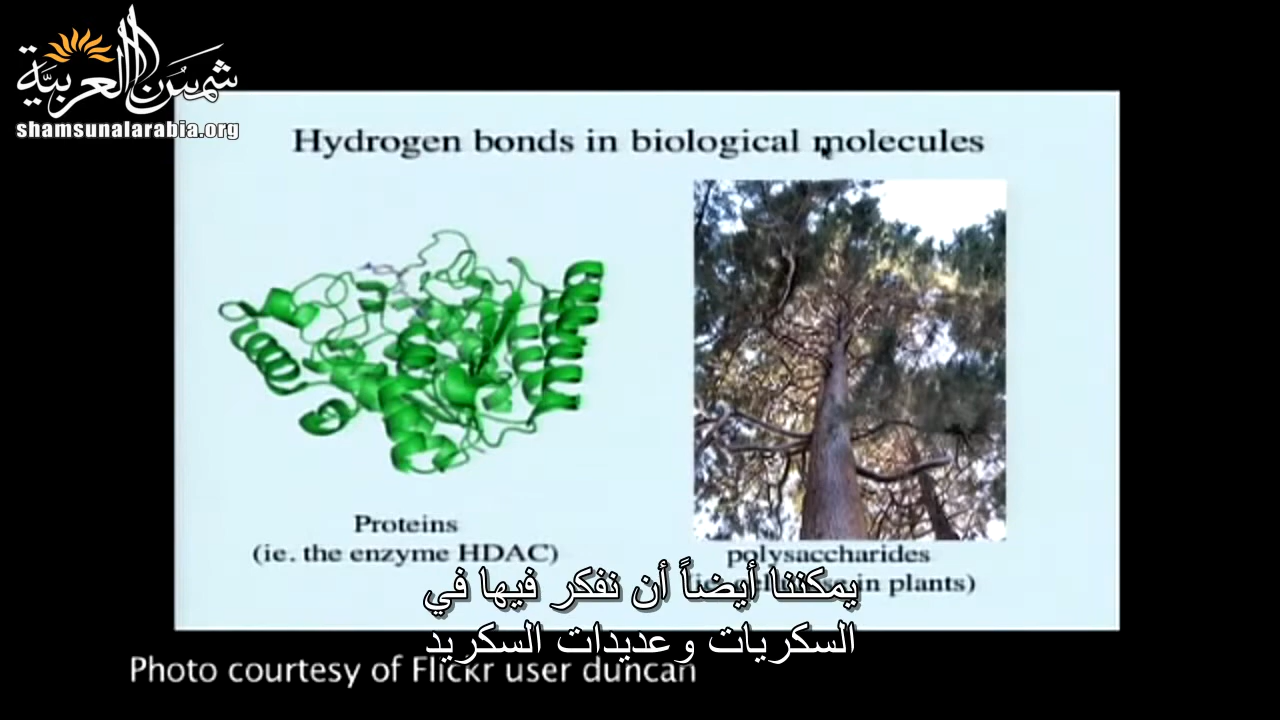 شمس العربية
shamsunalarabia.org
Hydrogen bonds in biological molecules
Proteins
(ie. the enzyme HDAC)
polysaccharides
in plants)
يمكننا أيضاً أن نفكر فيها في
السكريات وعديدات السكريد
Photo courtesy of Flickr user duncan